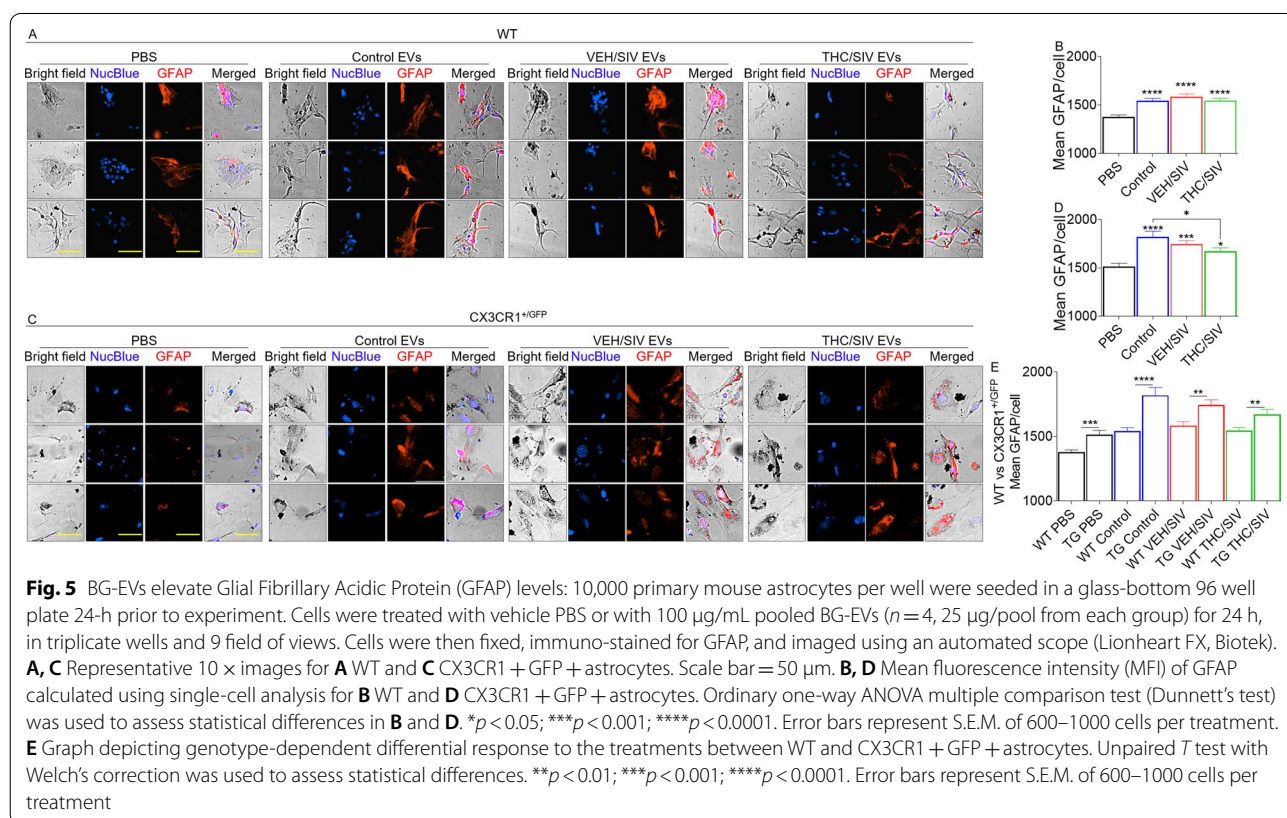 A
WT
PBS
Control EVs
VEH/SIV EVs
THC/SIV EVs
Bright field NucBlue GFAP Merged Bright field NucBlue GFAP Merged Bright field NucBlue GFAP Merged Bright field NucBlue GFAP Merged
B
Mean GFAP/cell
2000
1500
1000
**** **** ****
PBS
Control
VEH/SIV
THC/SIV
D
Mean GFAP/cell
2000
1500
1000
*
**** *** *
PBS
Control
VEH/SIV
THC/SIV
C
CX3CR1+/GFP
PBS
Control EVs
VEH/SIV EVs
THC/SIV EVs
Bright field NucBlue GFAP Merged Bright field NucBlue GFAP Merged Bright field NucBlue GFAP Merged Bright field NucBlue GFAP Merged
E
WT vs CX3CR1+/GFP
Mean GFAP/cell
2000
1500
1000
*** **** ** **
WT PBS
TG PBS
WT Control
TG Control
WT VEH/SIV
TG VEH/SIV
WT THC/SIV
TG THC/SIV
Fig. 5 BG-EVs elevate Glial Fibrillary Acidic Protein (GFAP) levels: 10,000 primary mouse astrocytes per well were seeded in a glass-bottom 96 well
plate 24-h prior to experiment. Cells were treated with vehicle PBS or with 100 μg/mL pooled BG-EVs (n = 4, 25 μg/pool from each group) for 24 h,
in triplicate wells and 9 field of views. Cells were then fixed, immuno-stained for GFAP, and imaged using an automated scope (Lionheart FX, Biotek).
A, C Representative 10 × images for A WT and C CX3CR1 + GFP + astrocytes. Scale bar = 50 μm. B, D Mean fluorescence intensity (MFI) of GFAP
calculated using single-cell analysis for B WT and D CX3CR1 + GFP + astrocytes. Ordinary one-way ANOVA multiple comparison test (Dunnett's test)
was used to assess statistical differences in B and D. *p < 0.05; ***p < 0.001; ****p < 0.0001. Error bars represent S.E.M. of 600–1000 cells per treatment.
E Graph depicting genotype-dependent differential response to the treatments between WT and CX3CR1 + GFP + astrocytes. Unpaired T test with
Welch's correction was used to assess statistical differences. **p < 0.01; ***p < 0.001; ****p < 0.0001. Error bars represent S.E.M. of 600–1000 cells per
treatment